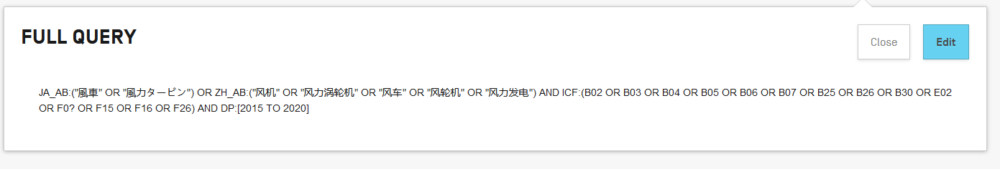 FULL QUERY
Close
Edit
JA_AB:("風車" OR "風力タービン") OR ZH_AB:("风机" OR "风力涡轮机" OR "风车" OR "风轮机" OR "风力发电") AND ICF:(B02 OR B03 OR B04 OR B05 OR B06 OR B07 OR B25 OR B26 OR B30 OR E02
OR F0? OR F15 OR F16 OR F26) AND DP:[2015 TO 2020]